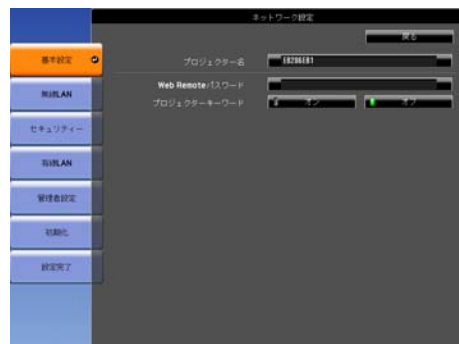 ネットワーク設定
戻る
基本設定
プロジェクター名 EB286EB1
無線LAN
Web Remoteパスワード
プロジェクターキーワード オン オフ
セキュリティー
有線LAN
管理者設定
初期化
設定完了